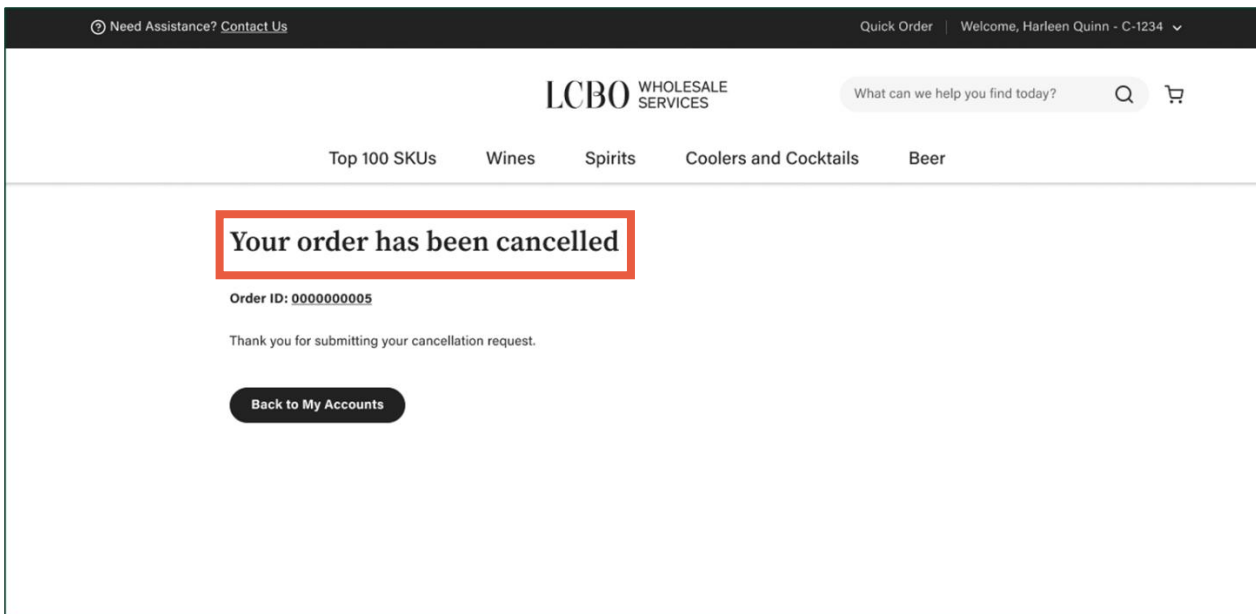 Need Assistance? Contact Us
Quick Order
Welcome, Harleen Quinn - C-1234
LCBO WHOLESALE SERVICES
What can we help you find today?
Top 100 SKUs
Wines
Spirits
Coolers and Cocktails
Beer
Your order has been cancelled
Order ID: 0000000005
Thank you for submitting your cancellation request.
Back to My Accounts